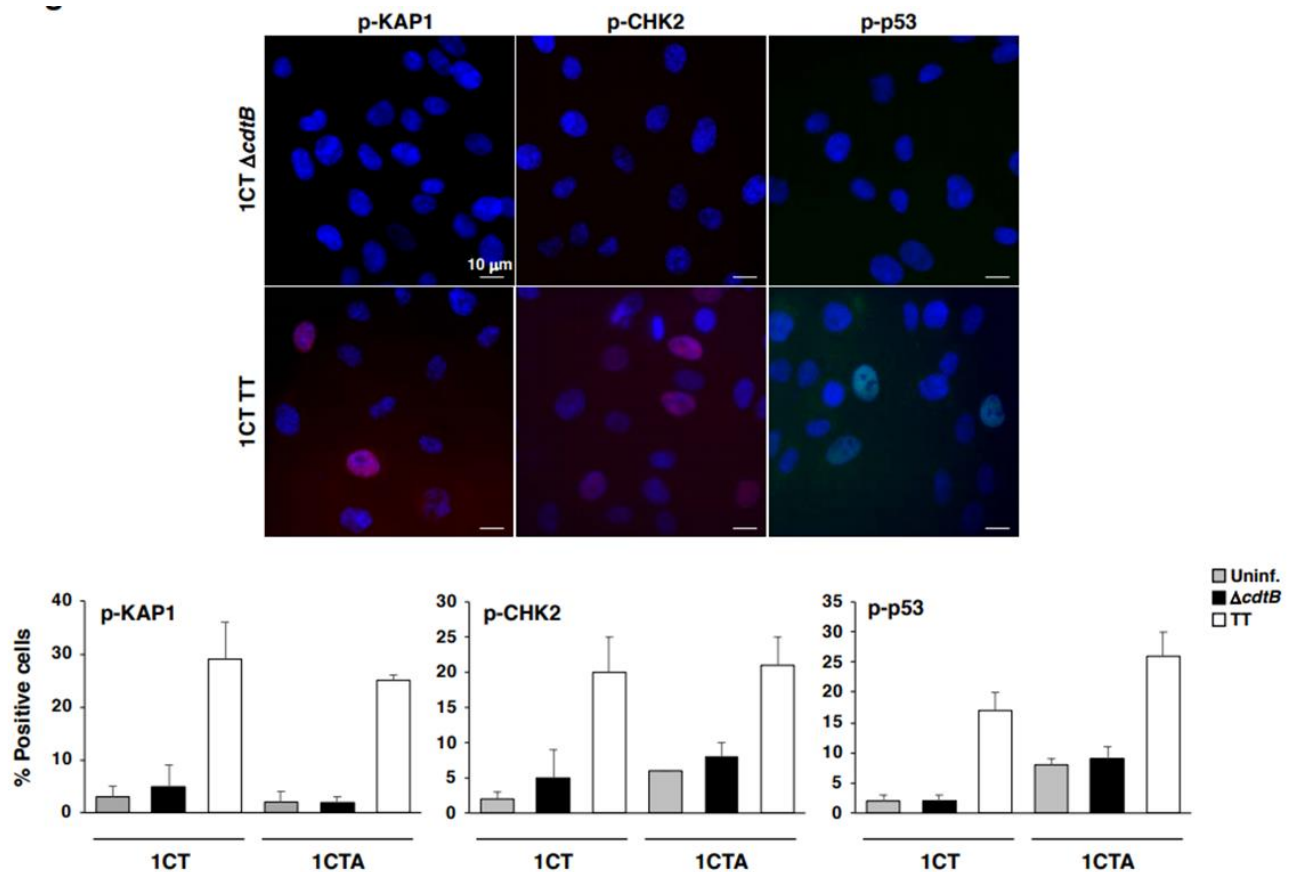 p-KAP1 p-CHK2 p-p53
1CT ΔcdtB
10 μm
1CT TT
% Positive cells
p-KAP1
40
30
20
10
0
1CT 1CTA
p-CHK2
30
25
20
15
10
5
0
1CT 1CTA
p-p53
35
30
25
20
15
10
5
0
1CT 1CTA
Uninf.
ΔcdtB
TT